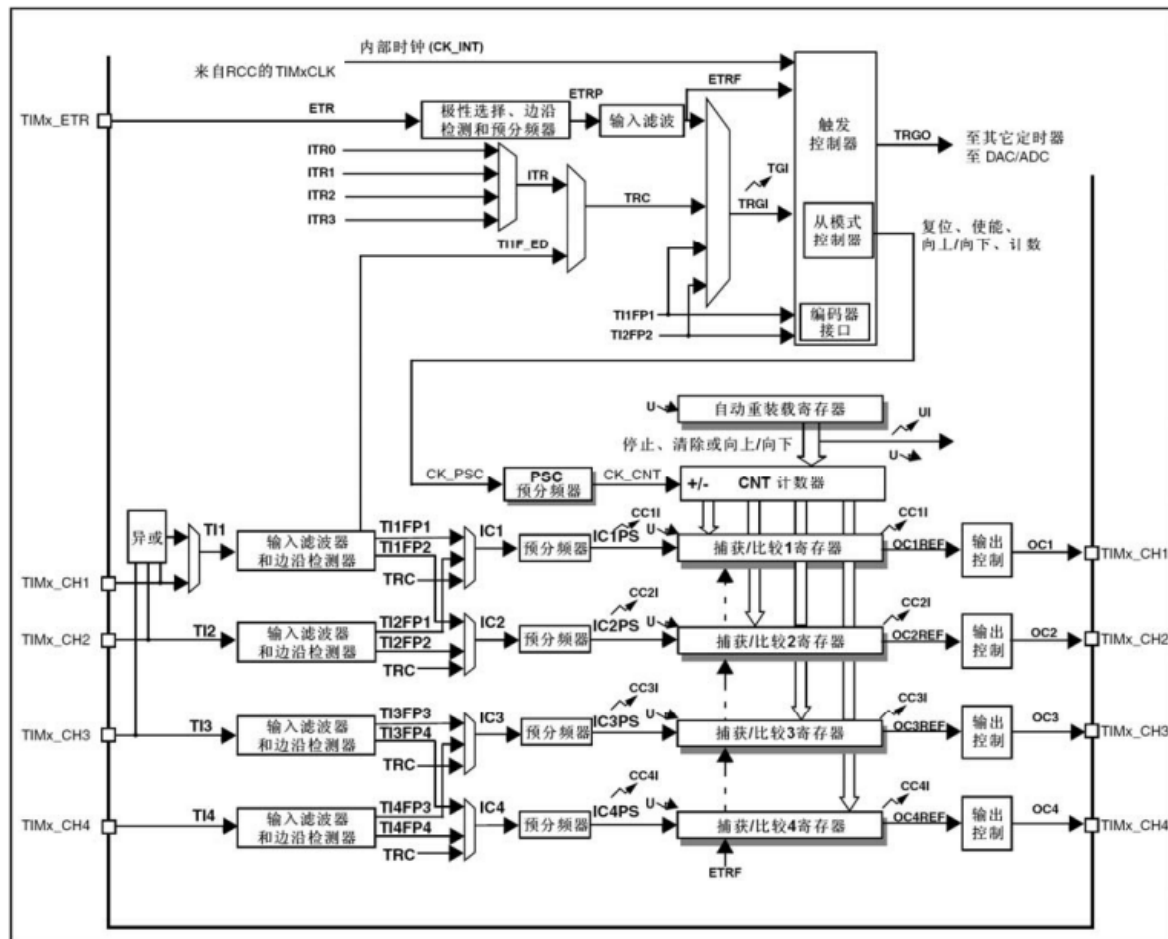 内部时钟 (CK_INT)
来自RCC的TIMxCLK
ETRF
ETR
ETRP
TIMx_ETR
极性选择、边沿
检测和预分频器
输入滤波
触发
控制器
TRGO
至其它定时器
至 DAC/ADC
ITR0
ITR1
ITR2
ITR3
ITR
TRC
TGI
TRGI
TI1F_ED
从模式
控制器
复位、使能、
向上/向下、计数
TI1FP1
TI2FP2
编码器
接口
U
自动重装载寄存器
UI
停止、清除或向上/向下
U
CK_PSC
PSC
预分频器
CK_CNT
+/-
CNT 计数器
异或
TI1
输入滤波器
和边沿检测器
TI1FP1
TI1FP2
TRC
IC1
预分频器
CC1I
IC1PS
U
捕获/比较1寄存器
CC1I
OC1REF
输出
控制
OC1
TIMx_CH1
TIMx_CH1
TIMx_CH2
TI2
输入滤波器
和边沿检测器
TI2FP1
TI2FP2
TRC
IC2
预分频器
CC2I
IC2PS
U
捕获/比较2寄存器
CC2I
OC2REF
输出
控制
OC2
TIMx_CH2
TIMx_CH3
TI3
输入滤波器
和边沿检测器
TI3FP3
TI3FP4
TRC
IC3
预分频器
CC3I
IC3PS
U
捕获/比较3寄存器
CC3I
OC3REF
输出
控制
OC3
TIMx_CH3
TIMx_CH4
TI4
输入滤波器
和边沿检测器
TI4FP3
TI4FP4
TRC
IC4
预分频器
CC4I
IC4PS
U
捕获/比较4寄存器
CC4I
OC4REF
输出
控制
OC4
TIMx_CH4
ETRF